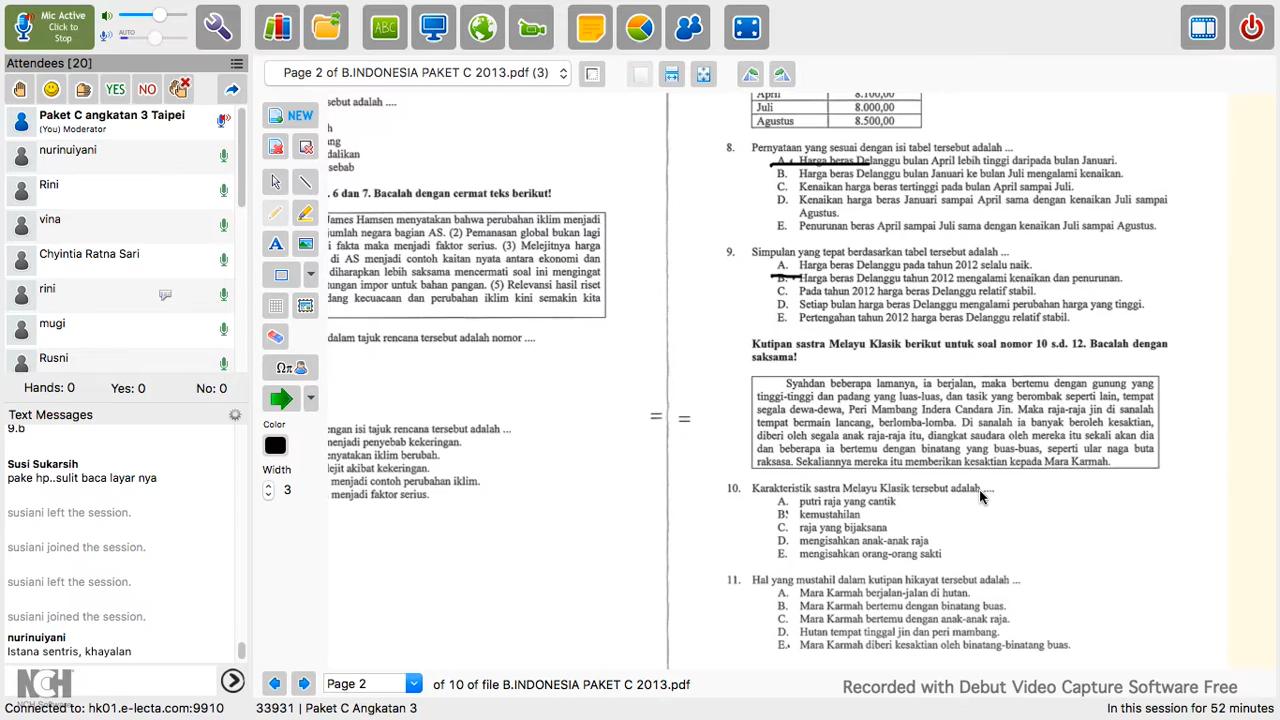 Mic Active
Click to
Stop
AUTO
ABC
Attendees [20]
YES
NO
Paket C angkatan 3 Taipei
(You) Moderator
nurinuiyani
Rini
vina
Chyintia Ratna Sari
rini
mugi
Rusni
Hands: 0
Yes: 0
No: 0
Text Messages
9.b
Susi Sukarsih
pake hp..sulit baca layar nya
susiani left the session.
susiani joined the session.
susiani left the session.
susiani joined the session.
nurinuiyani
Istana sentris, khayalan
NCH
Connected to: hk01.e-lecta.com:9910
Page 2 of B.INDONESIA PAKET C 2013.pdf (3)
NEW
A
Ωπ
Color
Width
3
sebut adalah ....
h
ng
dalikan
sebab
. 6 dan 7. Bacalah dengan cermat teks berikut!
James Hamsen menyatakan bahwa perubahan iklim menjadi
jumlah negara bagian AS. (2) Pemanasan global bukan lagi
i fakta maka menjadi faktor serius. (3) Melejitnya harga
di AS menjadi contoh kaitan nyata antara ekonomi dan
diharapkan lebih saksama mencermati soal ini mengingat
tungan impor untuk bahan pangan. (5) Relevansi hasil riset
dang kecuacaan dan perubahan iklim kini semakin kita
dalam tajuk rencana tersebut adalah nomor ....
engan isi tajuk rencana tersebut adalah ...
menjadi penyebab kekeringan.
enyatakan iklim berubah.
lejit akibat kekeringan.
menjadi contoh perubahan iklim.
menjadi faktor serius.
= =
April 8.100,00
Juli 8.000,00
Agustus 8.500,00
8. Pernyataan yang sesuai dengan isi tabel tersebut adalah ...
A. Harga beras Delanggu bulan April lebih tinggi daripada bulan Januari.
B. Harga beras Delanggu bulan Januari ke bulan Juli mengalami kenaikan.
C. Kenaikan harga beras tertinggi pada bulan April sampai Juli.
D. Kenaikan harga beras Januari sampai April sama dengan kenaikan Juli sampai
Agustus.
E. Penurunan beras April sampai Juli sama dengan kenaikan Juli sampai Agustus.
9. Simpulan yang tepat berdasarkan tabel tersebut adalah ...
A. Harga beras Delanggu pada tahun 2012 selalu naik.
B. Harga beras Delanggu tahun 2012 mengalami kenaikan dan penurunan.
C. Pada tahun 2012 harga beras Delanggu relatif stabil.
D. Setiap bulan harga beras Delanggu mengalami perubahan harga yang tinggi.
E. Pertengahan tahun 2012 harga beras Delanggu relatif stabil.
Kutipan sastra Melayu Klasik berikut untuk soal nomor 10 s.d. 12. Bacalah dengan
saksama!
Syahdan beberapa lamanya, ia berjalan, maka bertemu dengan gunung yang
tinggi-tinggi dan padang yang luas-luas, dan tasik yang berombak seperti lain, tempat
segala dewa-dewa, Peri Mambang Indera Candara Jin. Maka raja-raja jin di sanalah
tempat bermain lancang, berlomba-lomba. Di sanalah ia banyak beroleh kesaktian,
diberi oleh segala anak raja-raja itu, diangkat saudara oleh mereka itu sekali akan dia
dan beberapa ia bertemu dengan binatang yang buas-buas, seperti ular naga buta
raksasa. Sekaliannya mereka itu memberikan kesaktian kepada Mara Karmah.
10. Karakteristik sastra Melayu Klasik tersebut adalah ....
A. putri raja yang cantik
B. kemustahilan
C. raja yang bijaksana
D. mengisahkan anak-anak raja
E. mengisahkan orang-orang sakti
11. Hal yang mustahil dalam kutipan hikayat tersebut adalah ...
A. Mara Karmah berjalan-jalan di hutan.
B. Mara Karmah bertemu dengan binatang buas.
C. Mara Karmah bertemu dengan anak-anak raja.
D. Hutan tempat tinggal jin dan peri mambang.
E. Mara Karmah diberi kesaktian oleh binatang-binatang buas.
Page 2
of 10 of file B.INDONESIA PAKET C 2013.pdf
Recorded with Debut Video Capture Software Free
33931 | Paket C Angkatan 3
In this session for 52 minutes